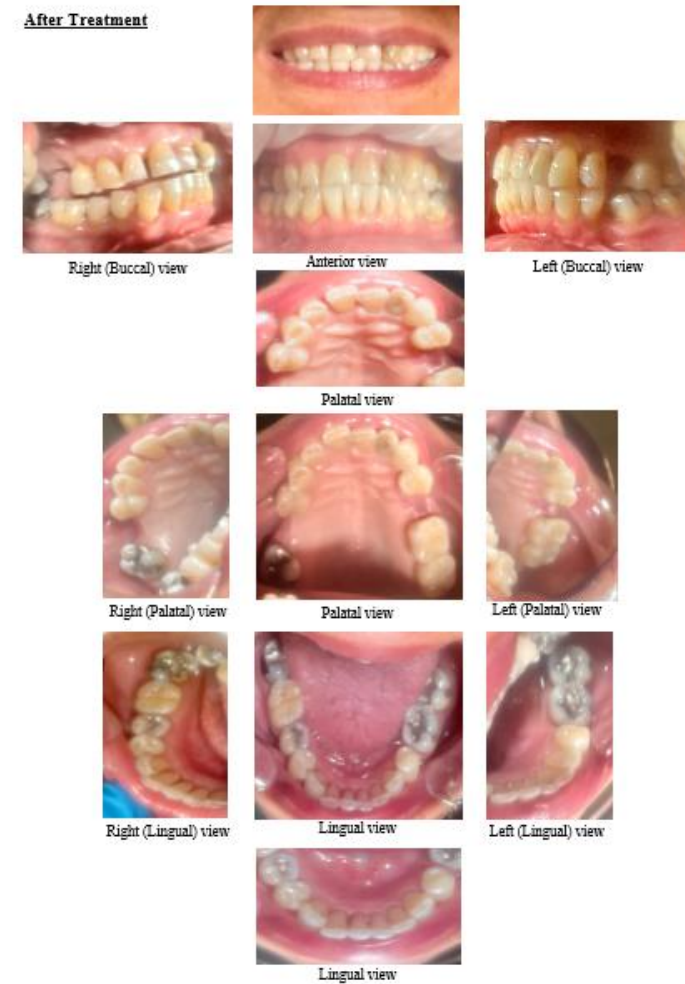 After Treatment
Right (Buccal) view
Anterior view
Left (Buccal) view
Palatal view
Right (Palatal) view
Palatal view
Left (Palatal) view
Right (Lingual) view
Lingual view
Left (Lingual) view
Lingual view